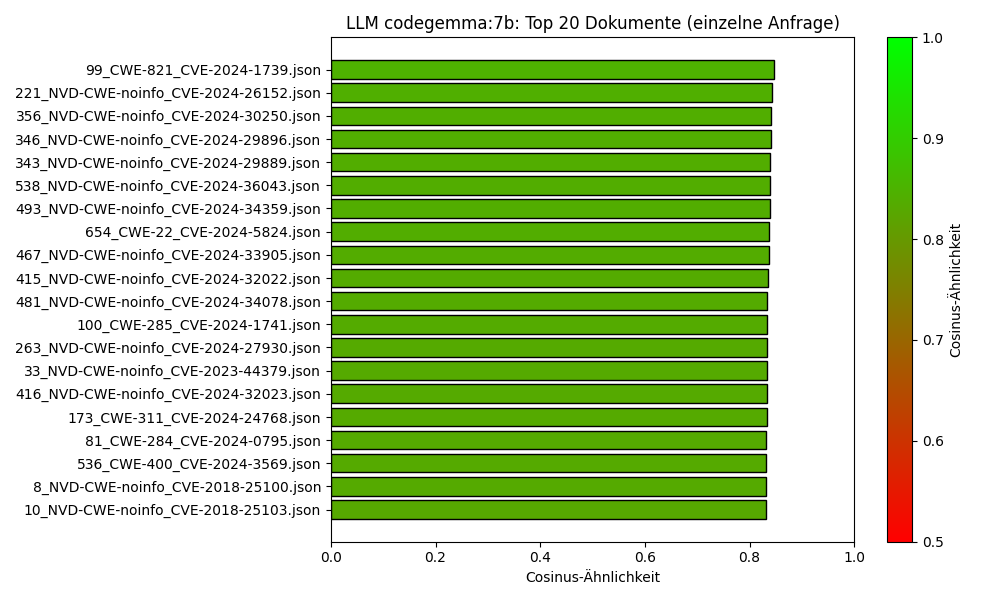 LLM codegemma:7b: Top 20 Dokumente (einzelne Anfrage)
99_CWE-821_CVE-2024-1739.json
221_NVD-CWE-noinfo_CVE-2024-26152.json
356_NVD-CWE-noinfo_CVE-2024-30250.json
346_NVD-CWE-noinfo_CVE-2024-29896.json
343_NVD-CWE-noinfo_CVE-2024-29889.json
538_NVD-CWE-noinfo_CVE-2024-36043.json
493_NVD-CWE-noinfo_CVE-2024-34359.json
654_CWE-22_CVE-2024-5824.json
467_NVD-CWE-noinfo_CVE-2024-33905.json
415_NVD-CWE-noinfo_CVE-2024-32022.json
481_NVD-CWE-noinfo_CVE-2024-34078.json
100_CWE-285_CVE-2024-1741.json
263_NVD-CWE-noinfo_CVE-2024-27930.json
33_NVD-CWE-noinfo_CVE-2023-44379.json
416_NVD-CWE-noinfo_CVE-2024-32023.json
173_CWE-311_CVE-2024-24768.json
81_CWE-284_CVE-2024-0795.json
536_CWE-400_CVE-2024-3569.json
8_NVD-CWE-noinfo_CVE-2018-25100.json
10_NVD-CWE-noinfo_CVE-2018-25103.json
0.0 0.2 0.4 0.6 0.8 1.0
Cosinus-Ähnlichkeit
1.0
0.9
0.8
0.7
0.6
0.5
Cosinus-Ähnlichkeit